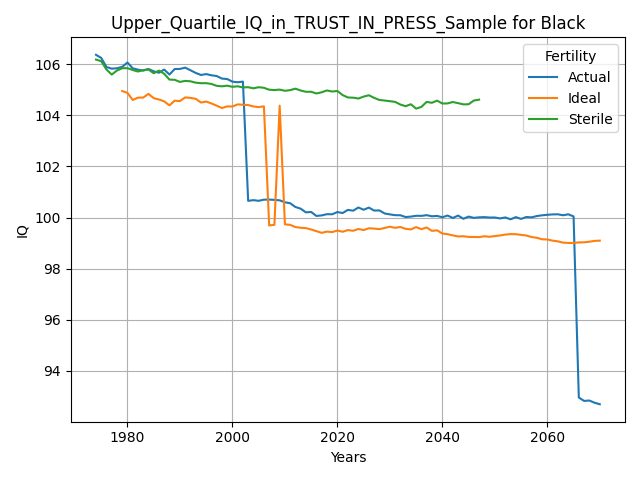 Upper_Quartile_IQ_in_TRUST_IN_PRESS_Sample for Black
Fertility
Actual
Ideal
Sterile
106
104
102
100
98
96
94
IQ
1980
2000
2020
2040
2060
Years